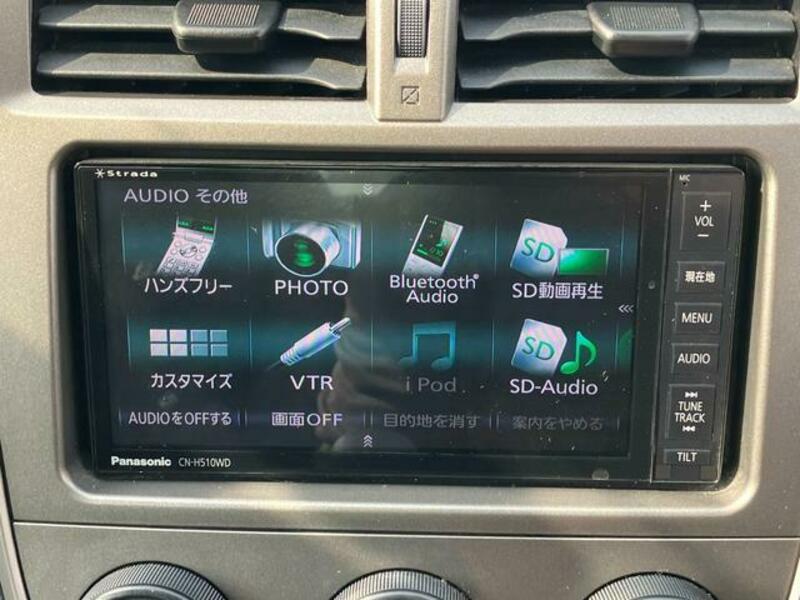 Strada
AUDIO その他
ハンズフリー
PHOTO
Bluetooth®
Audio
SD
SD動画再生
カスタマイズ
VTR
iPod
SD
SD-Audio
AUDIOをOFFする
画面OFF
目的地を消す
案内をやめる
Panasonic CN-H510WD
MIC
+
VOL
−
現在地
MENU
AUDIO
TUNE
TRACK
TILT